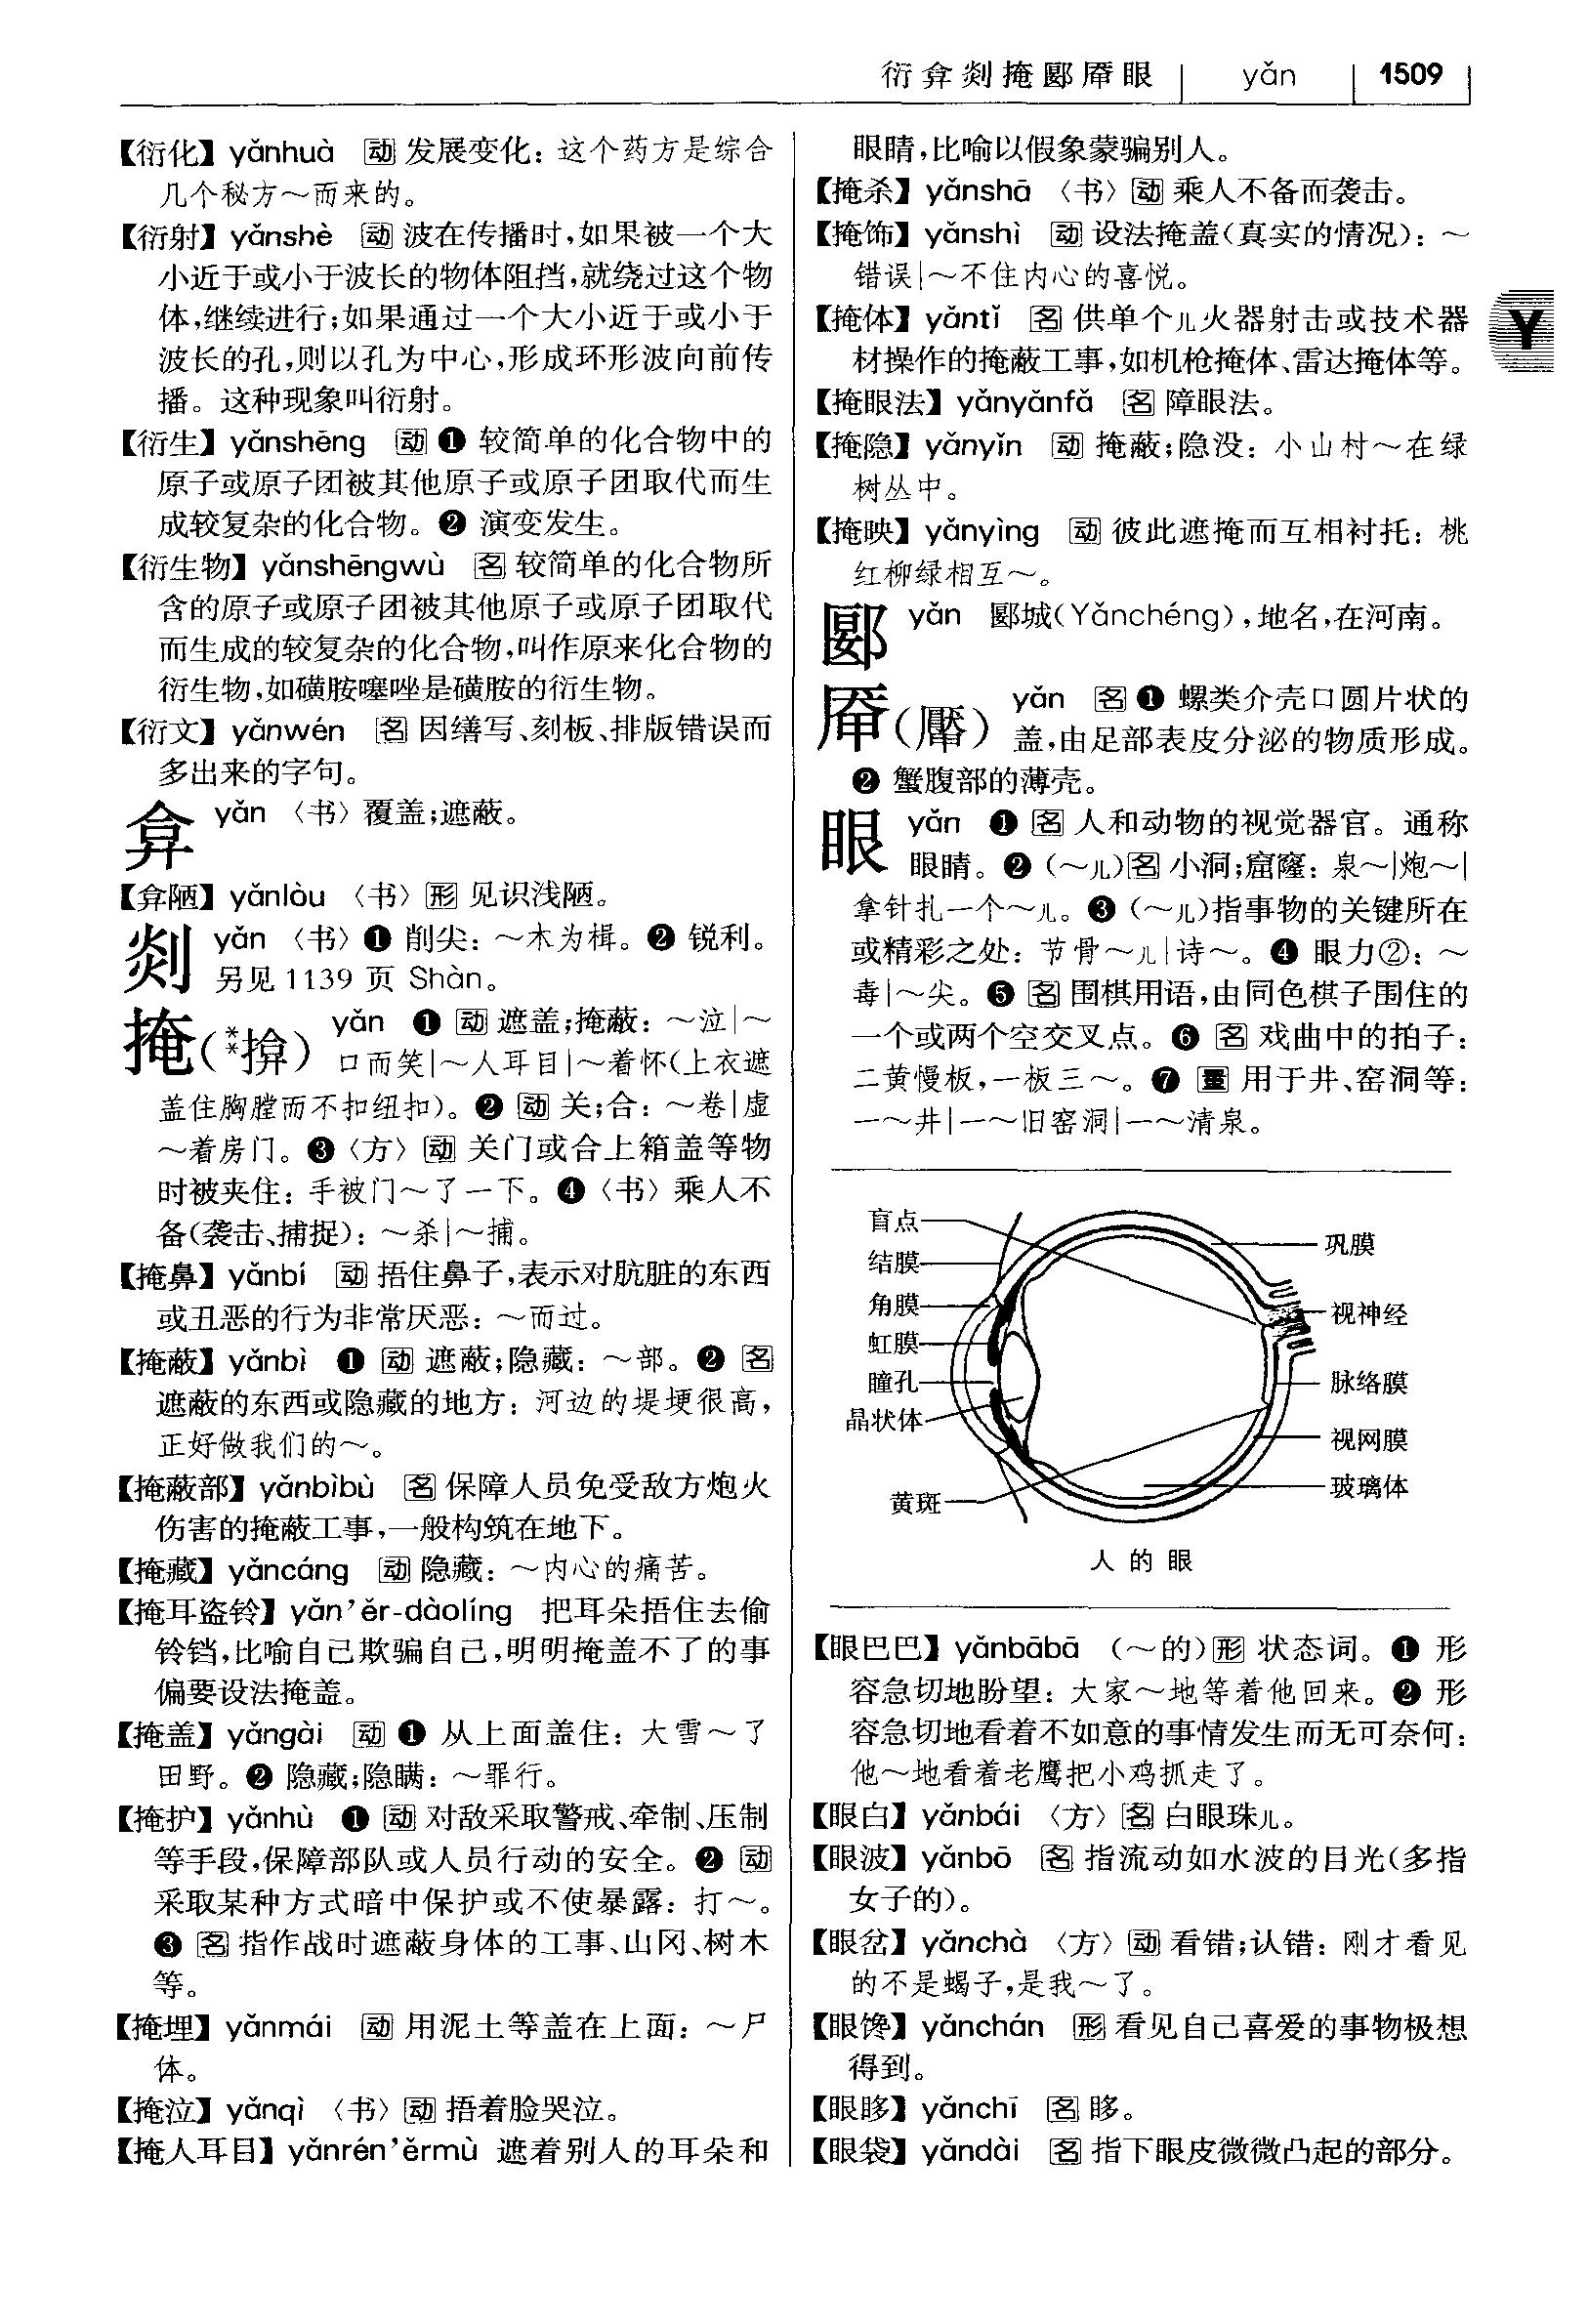 衍弇剡掩郾厣眼 yǎn 1509
【衍化】yǎnhuà 动 发展变化：这个药方是综合
几个秘方～而来的。
【衍射】yǎnshè 动 波在传播时,如果被一个大
小近于或小于波长的物体阻挡,就绕过这个物
体,继续进行;如果通过一个大小近于或小于
波长的孔,则以孔为中心,形成环形波向前传
播。这种现象叫衍射。
【衍生】yǎnshēng 动 ❶ 较简单的化合物中的
原子或原子团被其他原子或原子团取代而生
成较复杂的化合物。❷ 演变发生。
【衍生物】yǎnshēngwù 名 较简单的化合物所
含的原子或原子团被其他原子或原子团取代
而生成的较复杂的化合物,叫作原来化合物的
衍生物,如磺胺噻唑是磺胺的衍生物。
【衍文】yǎnwén 名 因缮写、刻板、排版错误而
多出来的字句。
弇 yǎn 〈书〉覆盖;遮蔽。
【弇陋】yǎnlòu 〈书〉形 见识浅陋。
剡 yǎn 〈书〉❶ 削尖：～木为楫。❷ 锐利。
另见 1139 页 Shàn。
掩(**揜) yǎn ❶ 动 遮盖;掩蔽：～泣|～
口而笑|～人耳目|～着怀(上衣遮
盖住胸膛而不扣纽扣)。❷ 动 关;合：～卷|虚
～着房门。❸〈方〉动 关门或合上箱盖等物
时被夹住：手被门～了一下。❹〈书〉乘人不
备(袭击、捕捉)：～杀|～捕。
【掩鼻】yǎnbí 动 捂住鼻子,表示对肮脏的东西
或丑恶的行为非常厌恶：～而过。
【掩蔽】yǎnbì ❶ 动 遮蔽;隐藏：～部。❷ 名
遮蔽的东西或隐藏的地方：河边的堤埂很高,
正好做我们的～。
【掩蔽部】yǎnbìbù 名 保障人员免受敌方炮火
伤害的掩蔽工事,一般构筑在地下。
【掩藏】yǎncáng 动 隐藏：～内心的痛苦。
【掩耳盗铃】yǎn’ěr-dàolíng 把耳朵捂住去偷
铃铛,比喻自己欺骗自己,明明掩盖不了的事
偏要设法掩盖。
【掩盖】yǎngài 动 ❶ 从上面盖住：大雪～了
田野。❷ 隐藏;隐瞒：～罪行。
【掩护】yǎnhù ❶ 动 对敌采取警戒、牵制、压制
等手段,保障部队或人员行动的安全。❷ 动
采取某种方式暗中保护或不使暴露：打～。
❸ 名 指作战时遮蔽身体的工事、山冈、树木
等。
【掩埋】yǎnmái 动 用泥土等盖在上面：～尸
体。
【掩泣】yǎnqì 〈书〉动 捂着脸哭泣。
【掩人耳目】yǎnrén’ěrmù 遮着别人的耳朵和
眼睛,比喻以假象蒙骗别人。
【掩杀】yǎnshā 〈书〉动 乘人不备而袭击。
【掩饰】yǎnshì 动 设法掩盖(真实的情况)：～
错误|～不住内心的喜悦。
【掩体】yǎntǐ 名 供单个儿火器射击或技术器
材操作的掩蔽工事,如机枪掩体、雷达掩体等。
【掩眼法】yǎnyǎnfǎ 名 障眼法。
【掩隐】yǎnyǐn 动 掩蔽;隐没：小山村～在绿
树丛中。
【掩映】yǎnyìng 动 彼此遮掩而互相衬托：桃
红柳绿相互～。
郾 yǎn 郾城(Yǎnchéng),地名,在河南。
厣(厴) yǎn 名 ❶ 螺类介壳口圆片状的
盖,由足部表皮分泌的物质形成。
❷ 蟹腹部的薄壳。
眼 yǎn ❶ 名 人和动物的视觉器官。通称
眼睛。❷ (～儿)名 小洞;窟窿：泉～|炮～|
拿针扎一个～儿。❸ (～儿)指事物的关键所在
或精彩之处：节骨～儿|诗～。❹ 眼力②：～
毒|～尖。❺ 名 围棋用语,由同色棋子围住的
一个或两个空交叉点。❻ 名 戏曲中的拍子：
二黄慢板,一板三～。❼ 量 用于井、窑洞等：
一～井|一～旧窑洞|一～清泉。
盲点
结膜
角膜
虹膜
瞳孔
晶状体
黄斑
巩膜
视神经
脉络膜
视网膜
玻璃体
人的眼
【眼巴巴】yǎnbābā (～的)形 状态词。❶ 形
容急切地盼望：大家～地等着他回来。❷ 形
容急切地看着不如意的事情发生而无可奈何：
他～地看着老鹰把小鸡抓走了。
【眼白】yǎnbái 〈方〉名 白眼珠儿。
【眼波】yǎnbō 名 指流动如水波的目光(多指
女子的)。
【眼岔】yǎnchà 〈方〉动 看错;认错：刚才看见
的不是蝎子,是我～了。
【眼馋】yǎnchán 形 看见自己喜爱的事物极想
得到。
【眼眵】yǎnchī 名 眵。
【眼袋】yǎndài 名 指下眼皮微微凸起的部分。
Y